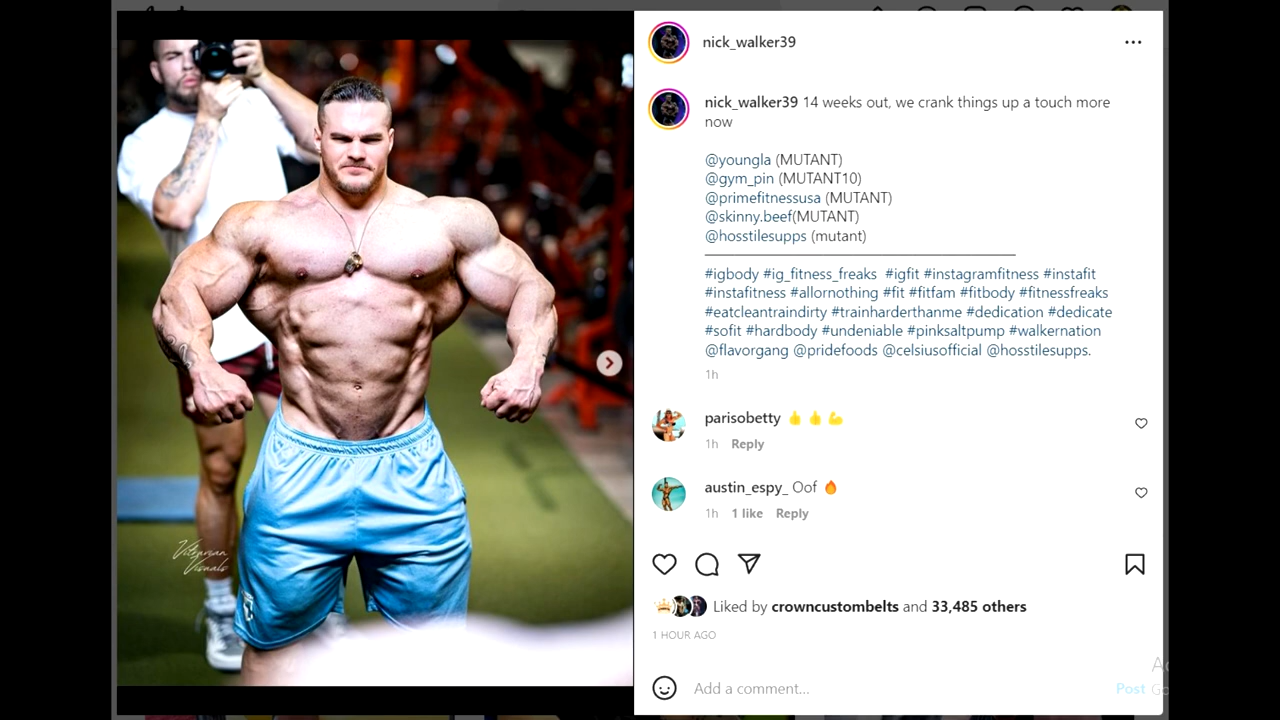 nick_walker39
nick_walker39 14 weeks out, we crank things up a touch more
now
@youngla (MUTANT)
@gym_pin (MUTANT10)
@primefitnessusa (MUTANT)
@skinny.beef(MUTANT)
@hosstilesupps (mutant)
#igbody #ig_fitness_freaks #igfit #instagramfitness #instafit
#instafitness #allornothing #fit #fitfam #fitbody #fitnessfreaks
#eatcleantraindirty #trainharderthanme #dedication #dedicate
#sofit #hardbody #undeniable #pinksaltpump #walkernation
@flavorgang @pridefoods @celsiusofficial @hosstilesupps.
1h
parisobetty 👍 👍 💪
1h Reply
austin_espy_ Oof 🔥
1h 1 like Reply
Vitruvian
Visuals
Liked by crowncustombelts and 33,485 others
1 HOUR AGO
Add a comment...
Post